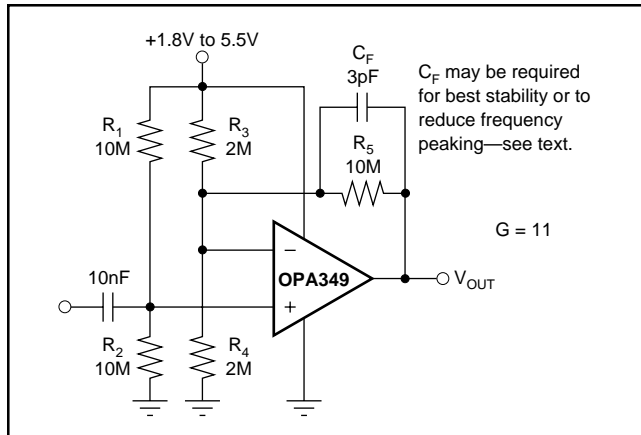 +1.8V to 5.5V
C_F
3pF
C_F may be required
for best stability or to
reduce frequency
peaking—see text.
R_1
10M
R_3
2M
R_5
10M
G = 11
10nF
−
OPA349
+
V_OUT
R_2
10M
R_4
2M